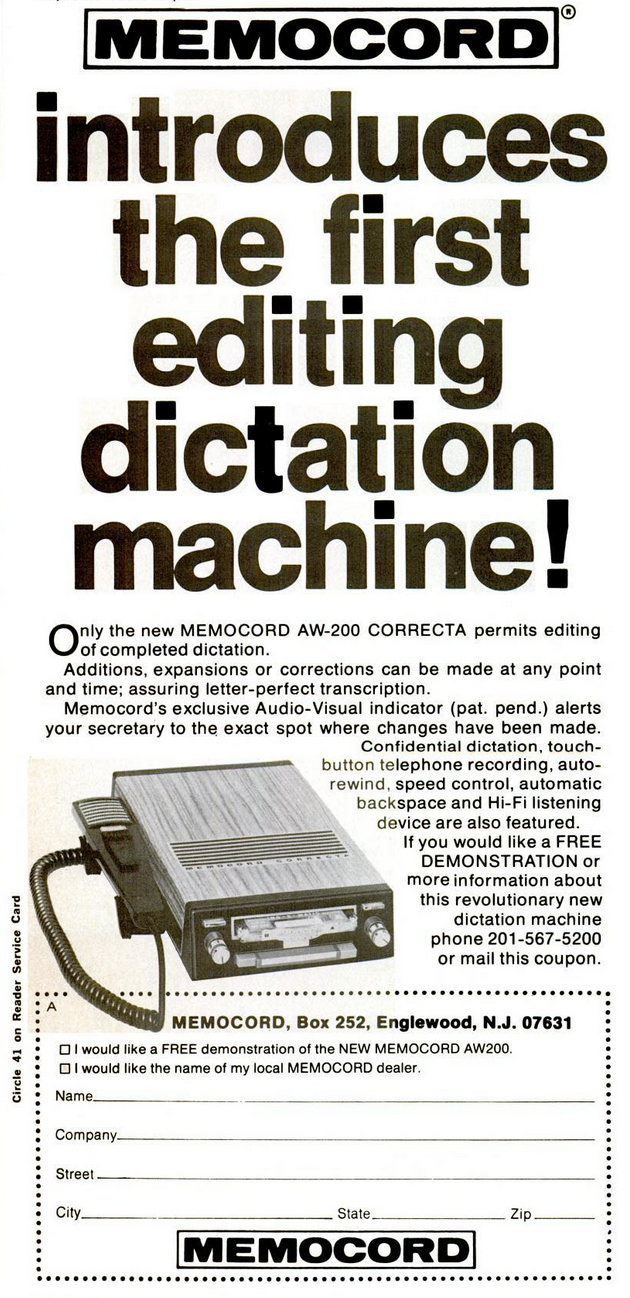 MEMOCORD®
introduces
the first
editing
dictation
machine!
Only the new MEMOCORD AW-200 CORRECTA permits editing
of completed dictation.
Additions, expansions or corrections can be made at any point
and time; assuring letter-perfect transcription.
Memocord's exclusive Audio-Visual indicator (pat. pend.) alerts
your secretary to the exact spot where changes have been made.
Confidential dictation, touch-
button telephone recording, auto-
rewind, speed control, automatic
backspace and Hi-Fi listening
device are also featured.
If you would like a FREE
DEMONSTRATION or
more information about
this revolutionary new
dictation machine
phone 201-567-5200
or mail this coupon.
MEMOCORD CORRECTA
Circle 41 on Reader Service Card
A
MEMOCORD, Box 252, Englewood, N.J. 07631
☐ I would like a FREE demonstration of the NEW MEMOCORD AW200.
☐ I would like the name of my local MEMOCORD dealer.
Name
Company
Street
City State Zip
MEMOCORD